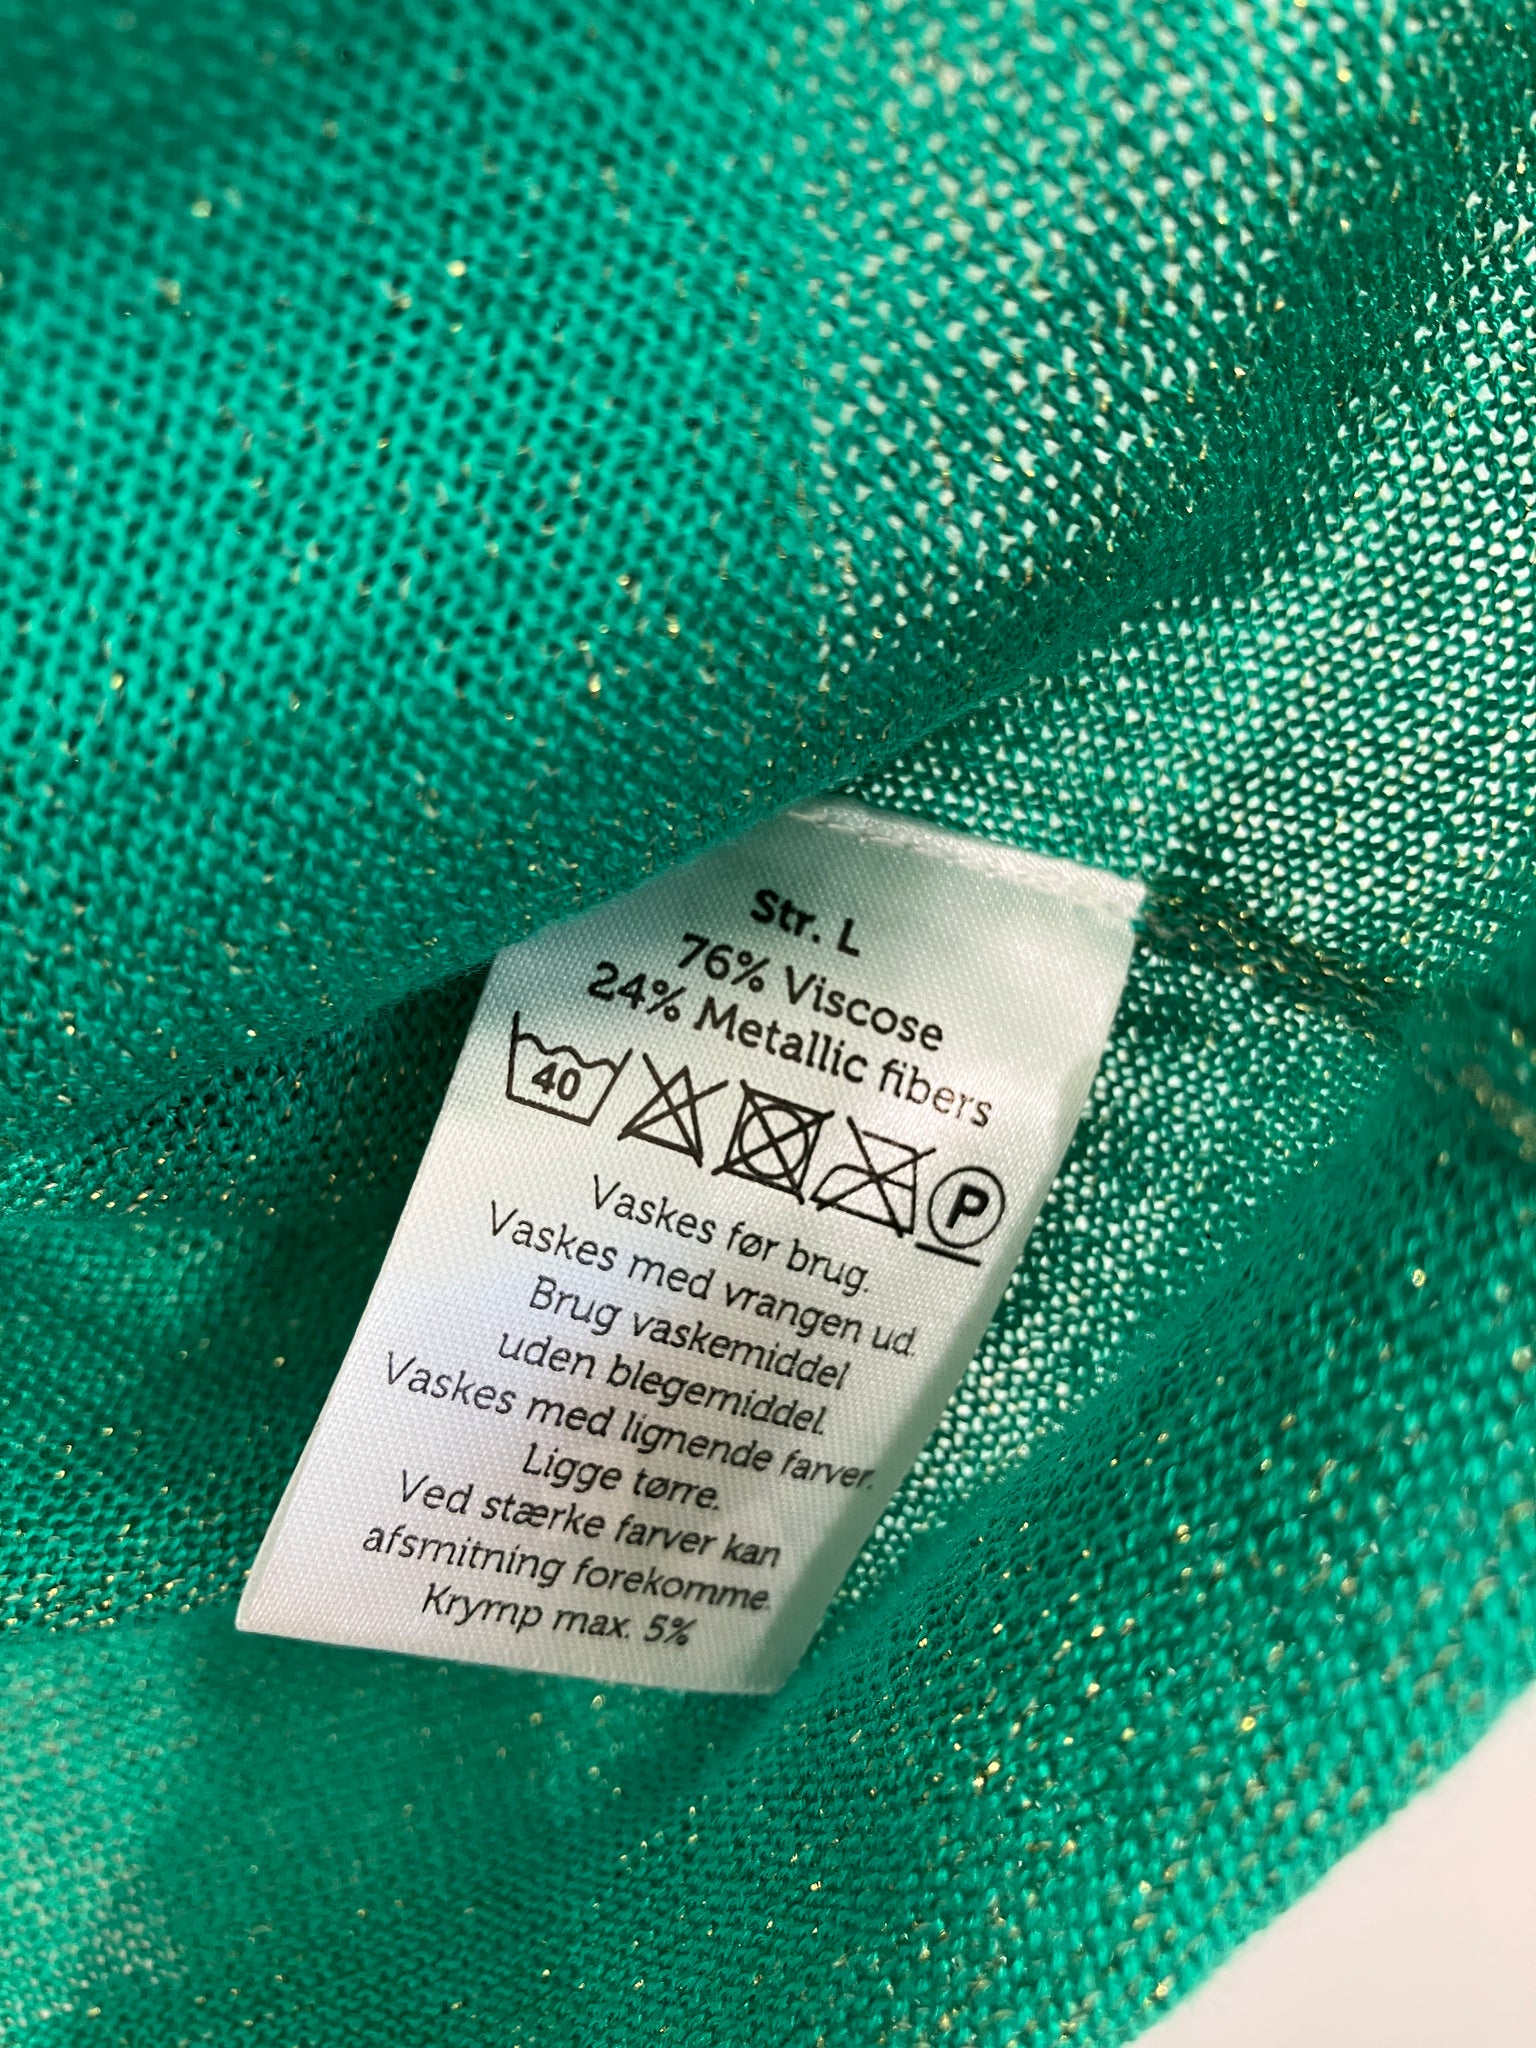 Str. L
76% Viscose
24% Metallic fibers
40 P
Vaskes før brug.
Vaskes med vrangen ud.
Brug vaskemiddel
uden blegemiddel.
Vaskes med lignende farver.
Ligge tørre.
Ved stærke farver kan
afsmitning forekomme.
Krymp max. 5%